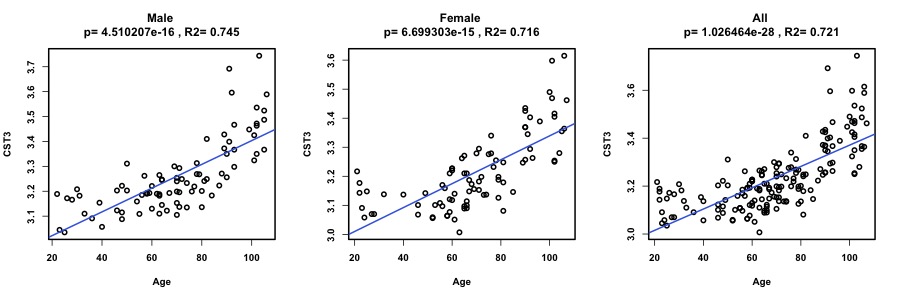 Male
p= 4.510207e-16 , R2= 0.745
CST3
3.7
3.6
3.5
3.4
3.3
3.2
3.1
20 40 60 80 100
Age
Female
p= 6.699303e-15 , R2= 0.716
CST3
3.6
3.5
3.4
3.3
3.2
3.1
3.0
20 40 60 80 100
Age
All
p= 1.026464e-28 , R2= 0.721
CST3
3.6
3.4
3.2
3.0
20 40 60 80 100
Age